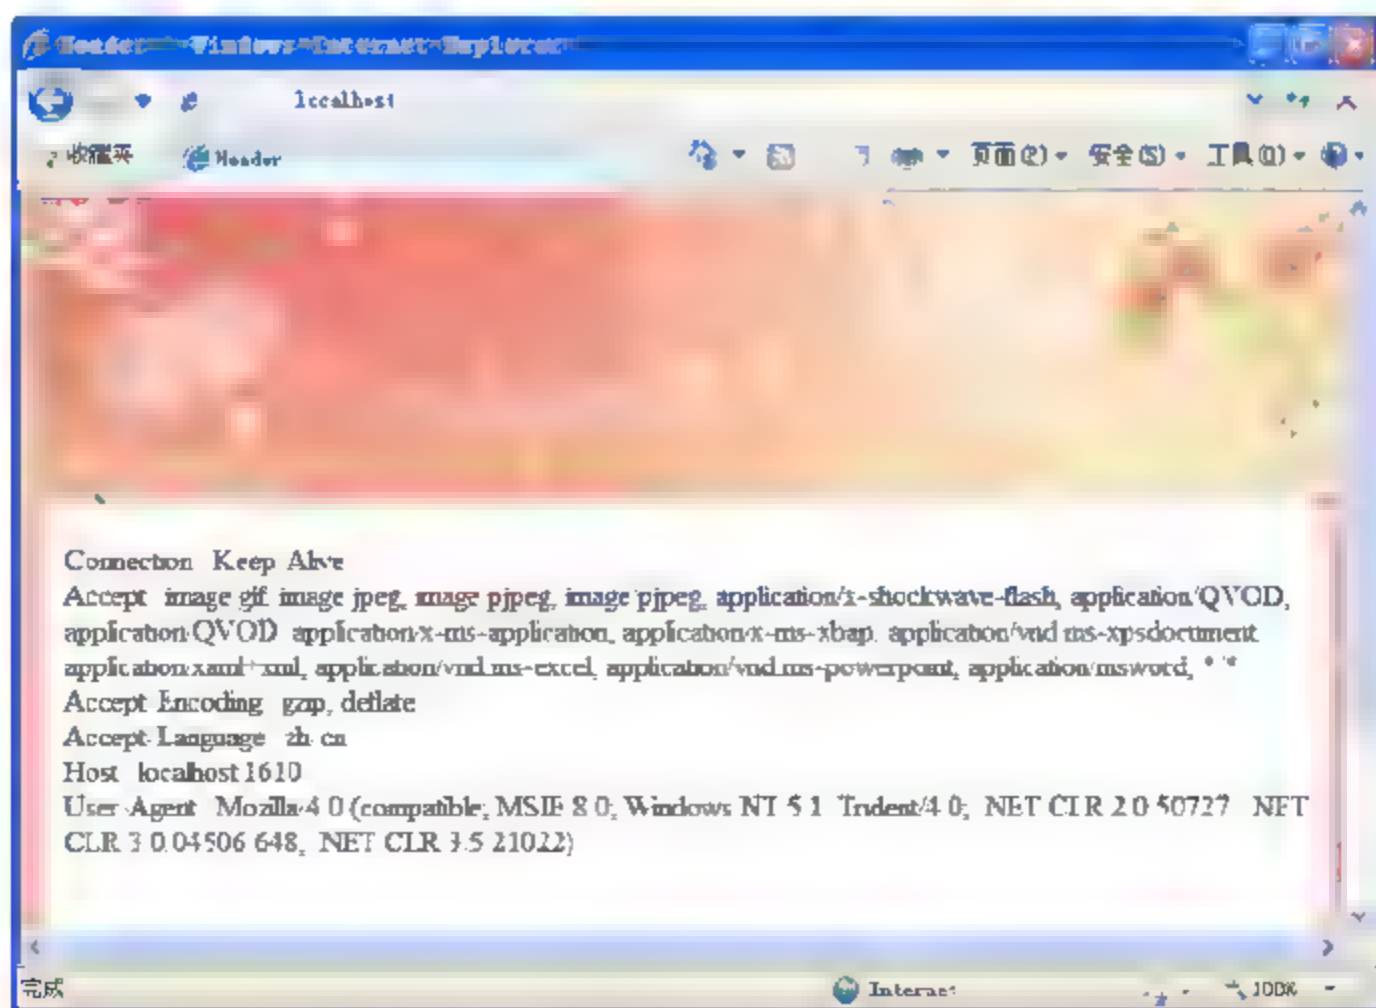 Header - Windows Internet Explorer
localhost
收藏夹 Header 页面(P) 安全(S) 工具(O)
Connection Keep Alive
Accept image gif image jpeg, image pjpeg, image pjpeg, application/x-shockwave-flash, application/QVOD,
application/QVOD application/x-ms-application, application/x-ms-xbap, application/vnd ms-xpsdocument
application/xaml+xml, application/vnd.ms-excel, application/vnd.ms-powerpoint, application/msword, */*
Accept Encoding gzip, deflate
Accept-Language zh-cn
Host localhost 1610
User-Agent Mozilla/4 0 (compatible; MSIE 8 0; Windows NT 5 1 Trident/4 0; NET CLR 2 0 50727 NET
CLR 3 0.04506 648; NET CLR 3.5 21022)
完成 Internet 100%